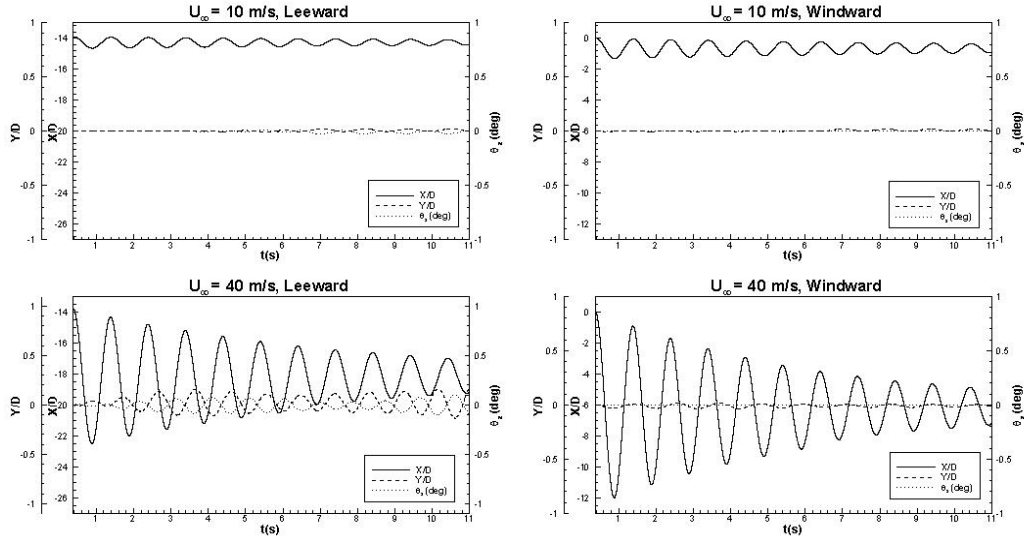 U∞ = 10 m/s, Leeward
1
0.5
0
-0.5
-1
Y/D
-14
-16
-18
-20
-22
-24
-26
X/D
1
0.5
0
-0.5
-1
θz (deg)
X/D
Y/D
θz (deg)
1 2 3 4 5 6 7 8 9 10 11
t(s)
U∞ = 10 m/s, Windward
1
0.5
0
-0.5
-1
Y/D
0
-2
-4
-6
-8
-10
-12
X/D
1
0.5
0
-0.5
-1
θz (deg)
X/D
Y/D
θz (deg)
1 2 3 4 5 6 7 8 9 10 11
t(s)
U∞ = 40 m/s, Leeward
1
0.5
0
-0.5
-1
Y/D
-14
-16
-18
-20
-22
-24
-26
X/D
1
0.5
0
-0.5
-1
θz (deg)
X/D
Y/D
θz (deg)
1 2 3 4 5 6 7 8 9 10 11
t(s)
U∞ = 40 m/s, Windward
1
0.5
0
-0.5
-1
Y/D
0
-2
-4
-6
-8
-10
-12
X/D
1
0.5
0
-0.5
-1
θz (deg)
X/D
Y/D
θz (deg)
1 2 3 4 5 6 7 8 9 10 11
t(s)